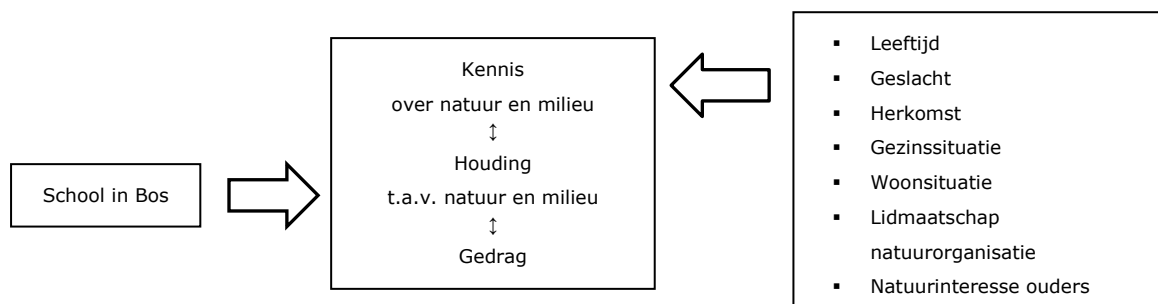 School in Bos
Kennis
over natuur en milieu
↕
Houding
t.a.v. natuur en milieu
↕
Gedrag
▪ Leeftijd
▪ Geslacht
▪ Herkomst
▪ Gezinssituatie
▪ Woonsituatie
▪ Lidmaatschap
natuurorganisatie
▪ Natuurinteresse ouders